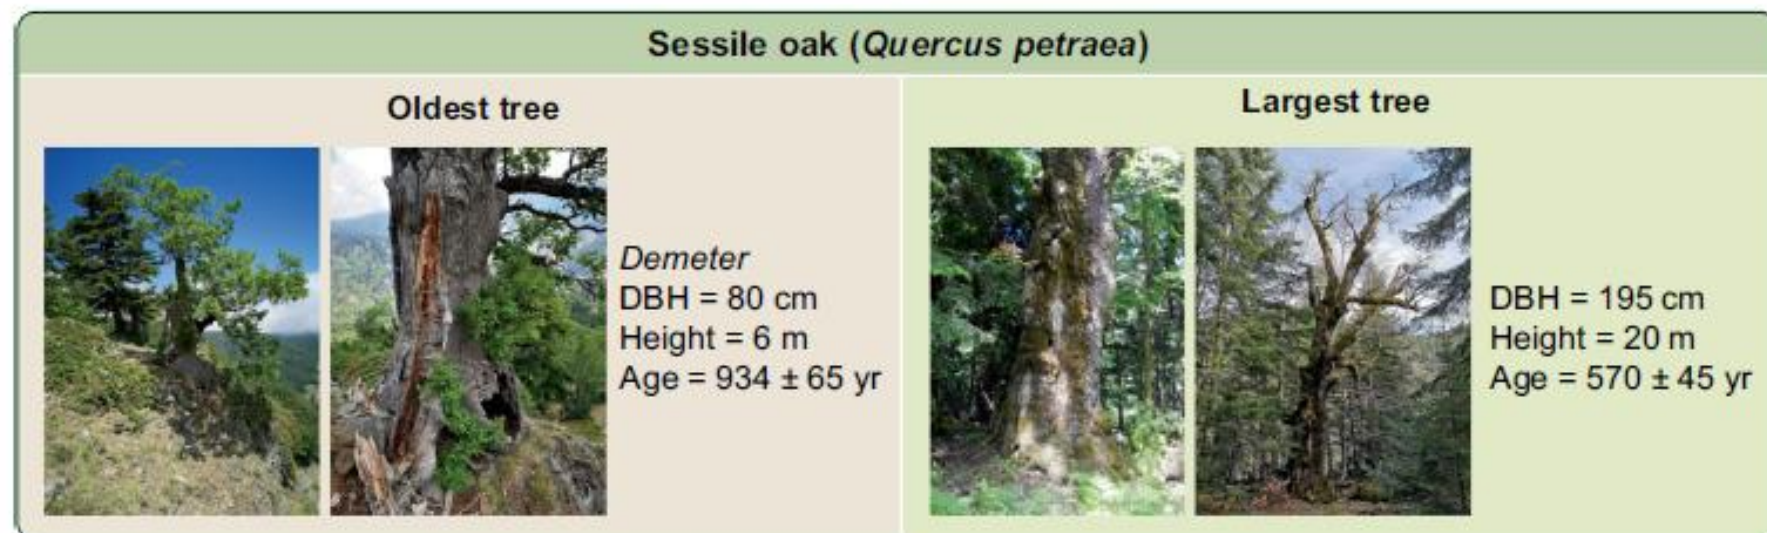 Sessile oak (Quercus petraea)
Oldest tree
Demeter
DBH = 80 cm
Height = 6 m
Age = 934 ± 65 yr
Largest tree
DBH = 195 cm
Height = 20 m
Age = 570 ± 45 yr